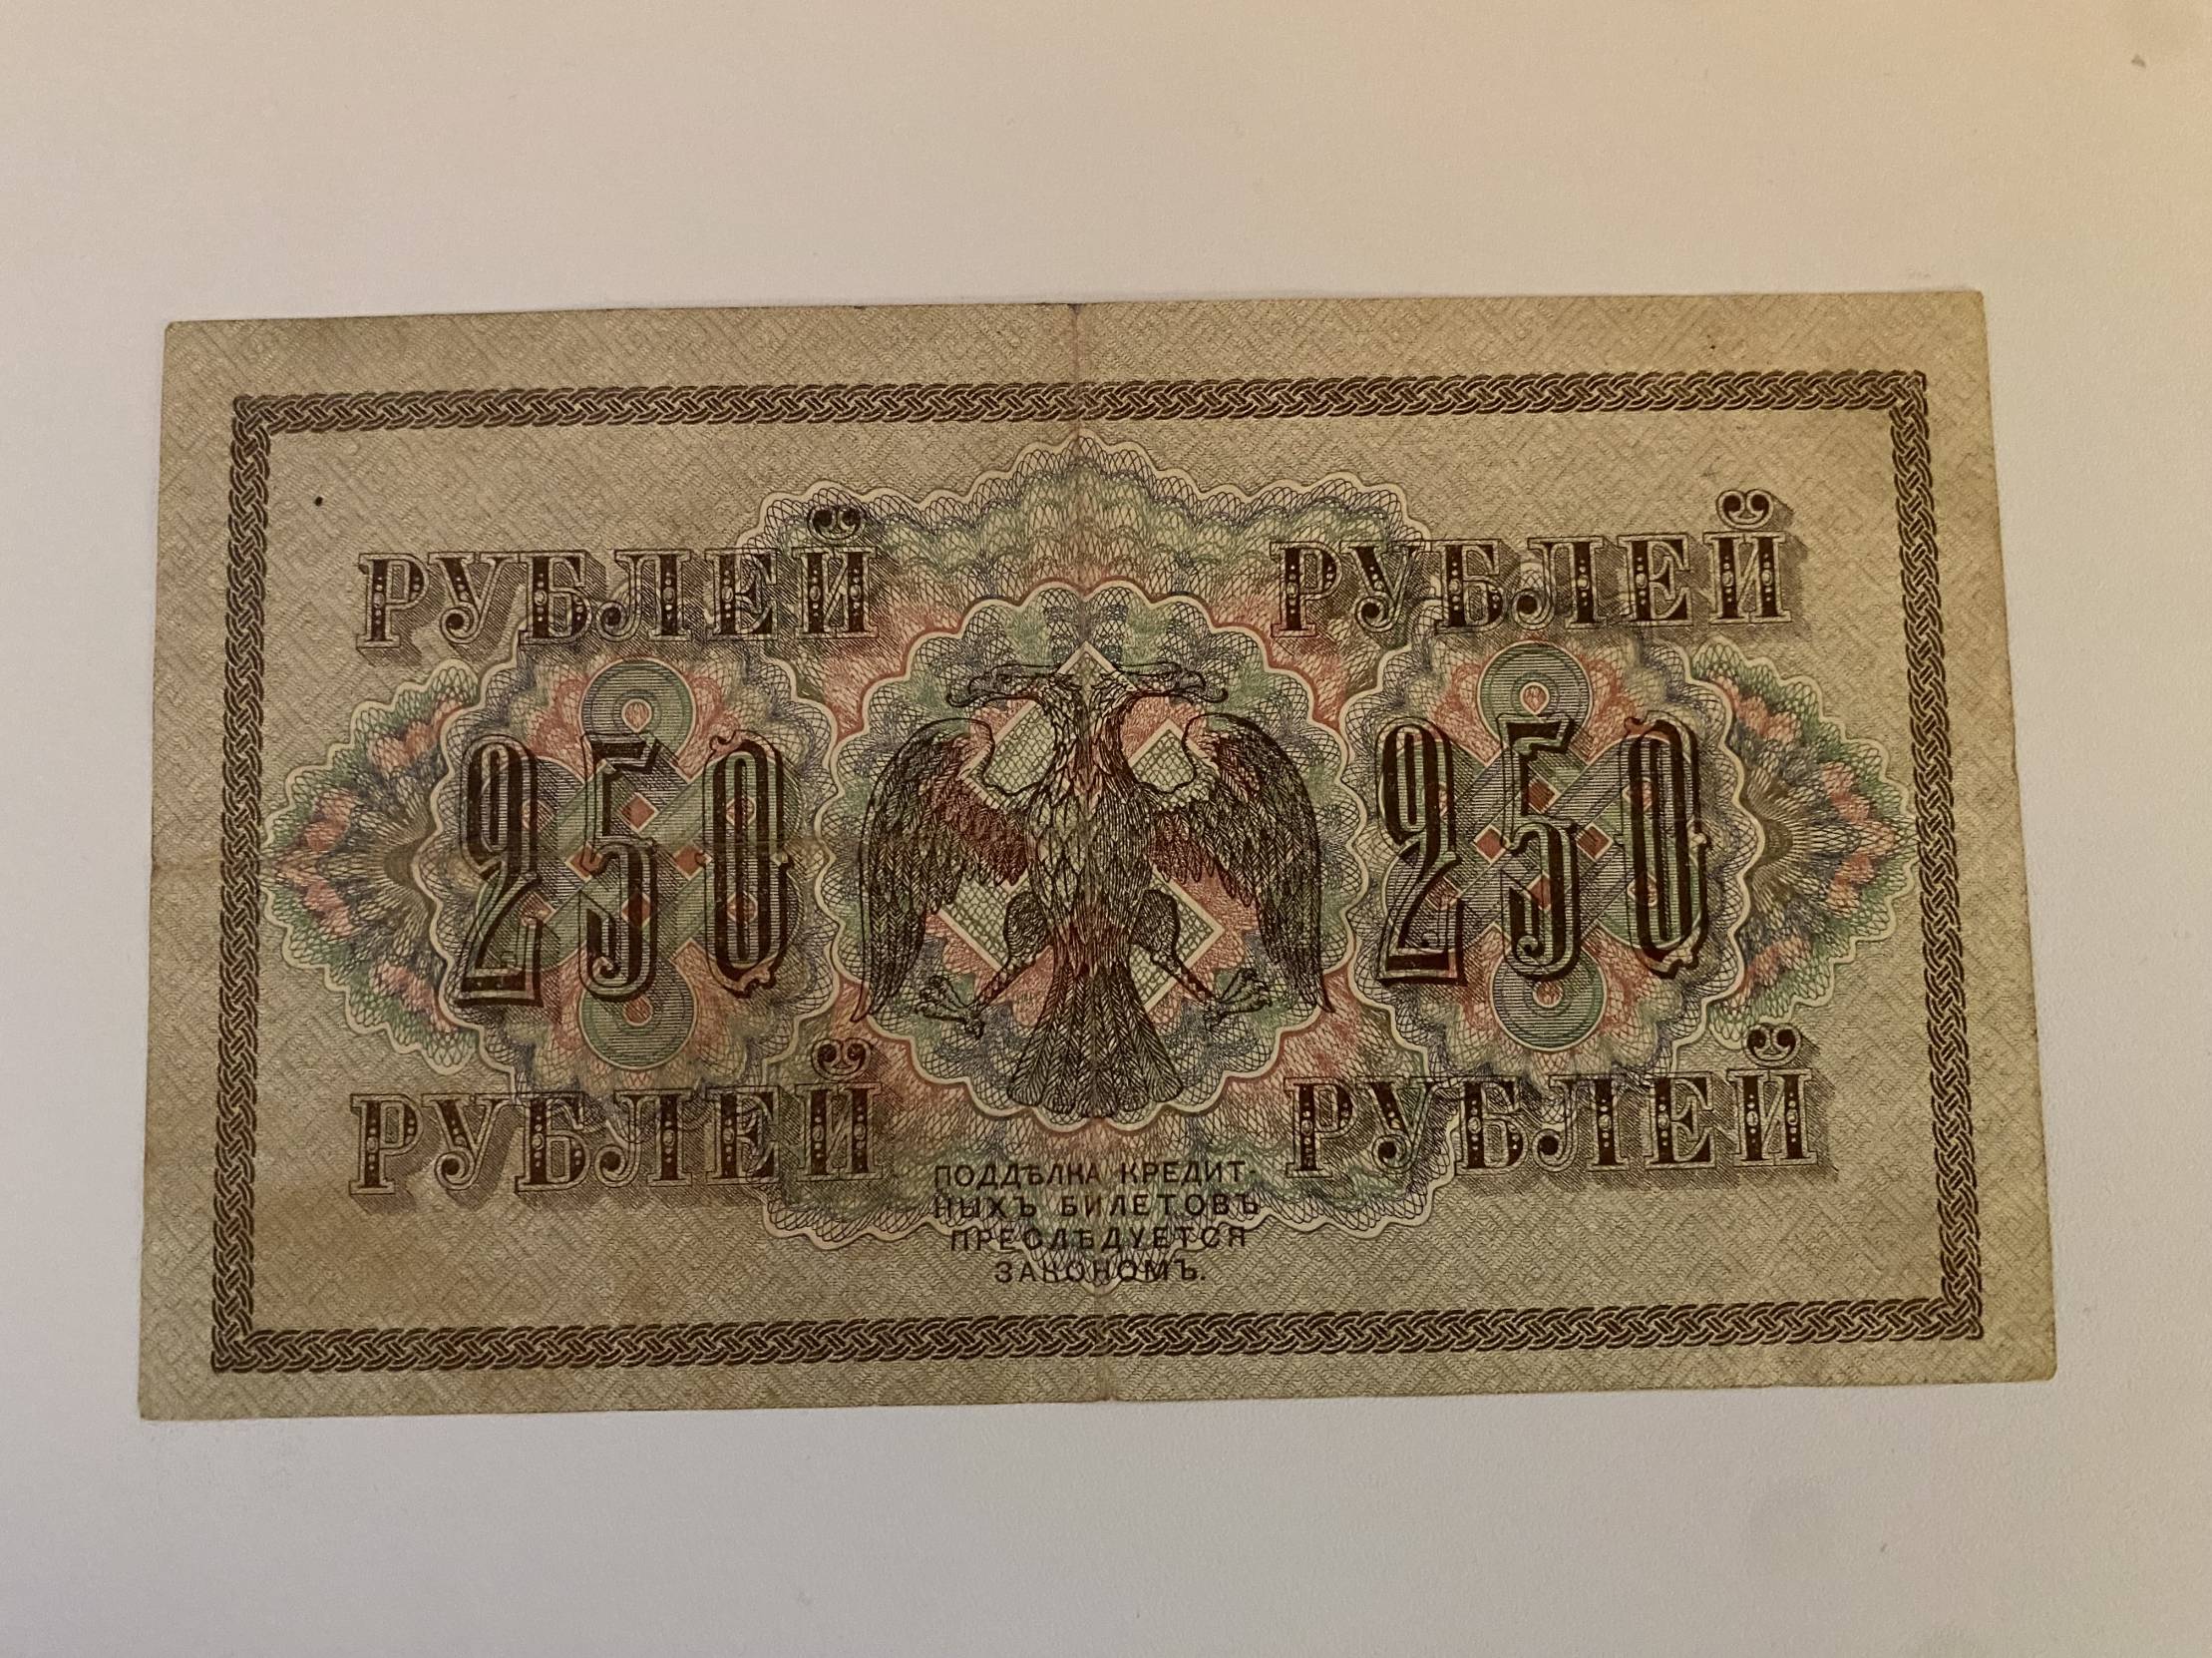 РУБЛЕЙ РУБЛЕЙ
250 250
РУБЛЕЙ РУБЛЕЙ
ПОДДѢЛКА КРЕДИТ-
НЫХЪ БИЛЕТОВЪ
ПРЕСЛѢДУЕТСЯ
ЗАКОНОМЪ.